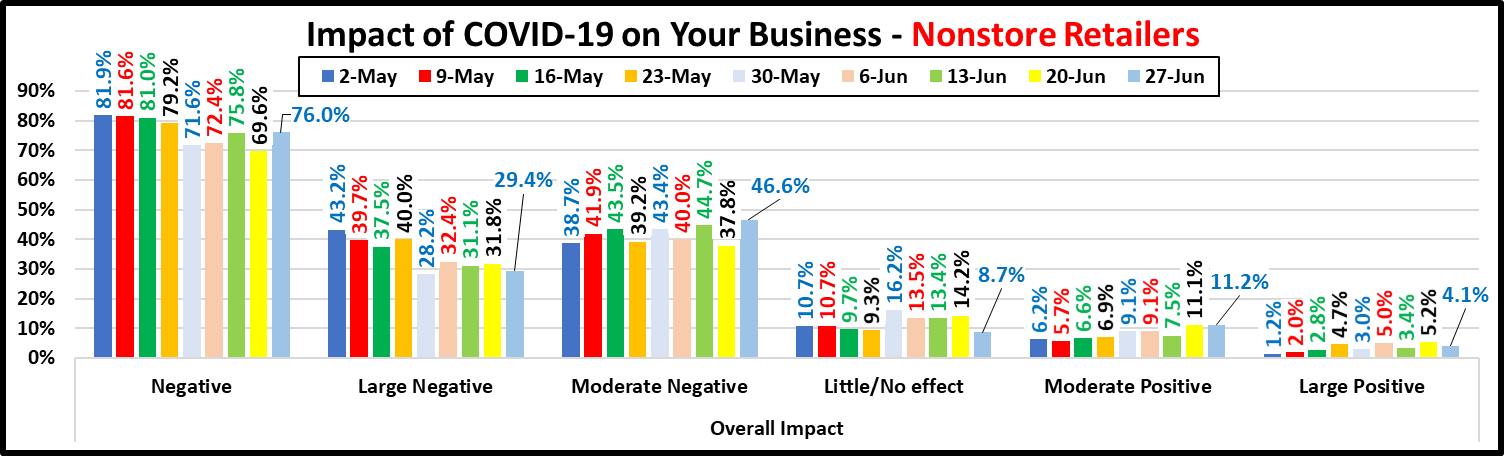 Impact of COVID-19 on Your Business - Nonstore Retailers
2-May 9-May 16-May 23-May 30-May 6-Jun 13-Jun 20-Jun 27-Jun
90%
80%
70%
60%
50%
40%
30%
20%
10%
0%
81.9% 81.6% 81.0% 79.2% 71.6% 72.4% 75.8% 69.6% 76.0%
43.2% 39.7% 37.5% 40.0% 28.2% 32.4% 31.1% 31.8% 29.4%
38.7% 41.9% 43.5% 39.2% 43.4% 40.0% 44.7% 37.8% 46.6%
10.7% 10.7% 9.7% 9.3% 16.2% 13.5% 13.4% 14.2% 8.7%
6.2% 5.7% 6.6% 6.9% 9.1% 9.1% 7.5% 11.1% 11.2%
1.2% 2.0% 2.8% 4.7% 3.0% 5.0% 3.4% 5.2% 4.1%
Negative Large Negative Moderate Negative Little/No effect Moderate Positive Large Positive
Overall Impact